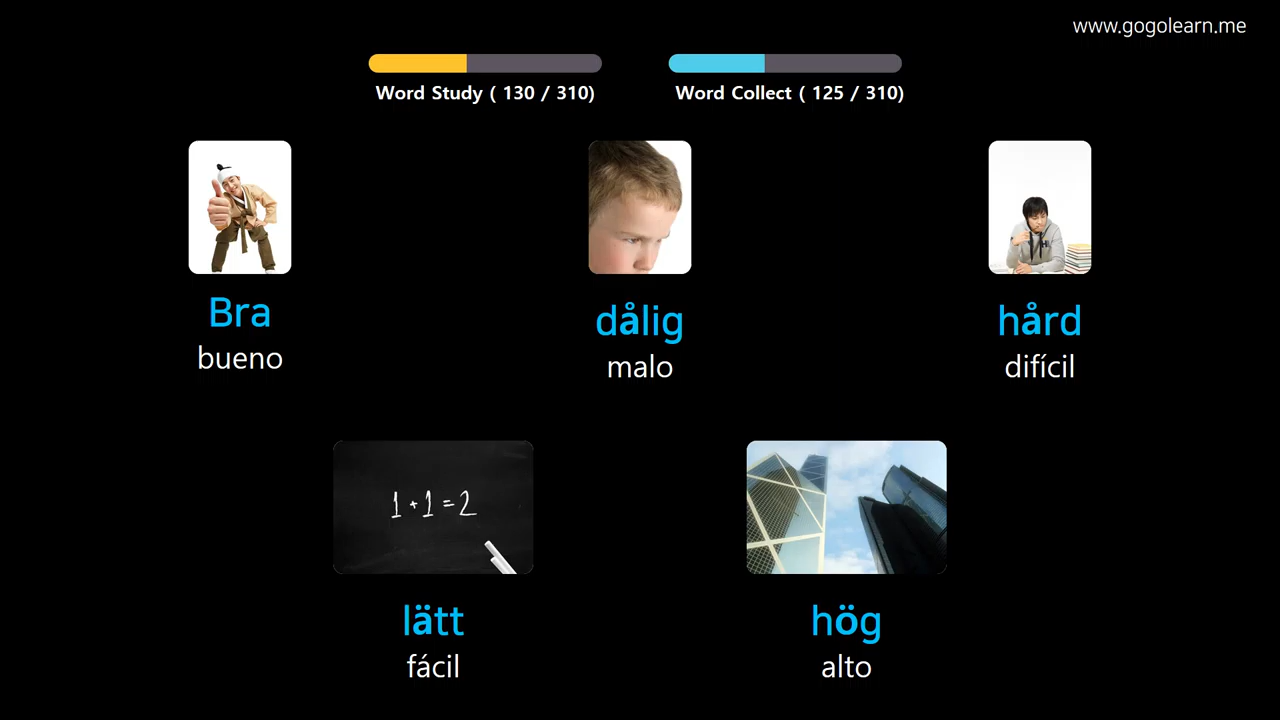 www.gogolearn.me
Word Study ( 130 / 310)
Word Collect ( 125 / 310)
Bra
bueno
dålig
malo
hård
difícil
1+1=2
lätt
fácil
hög
alto